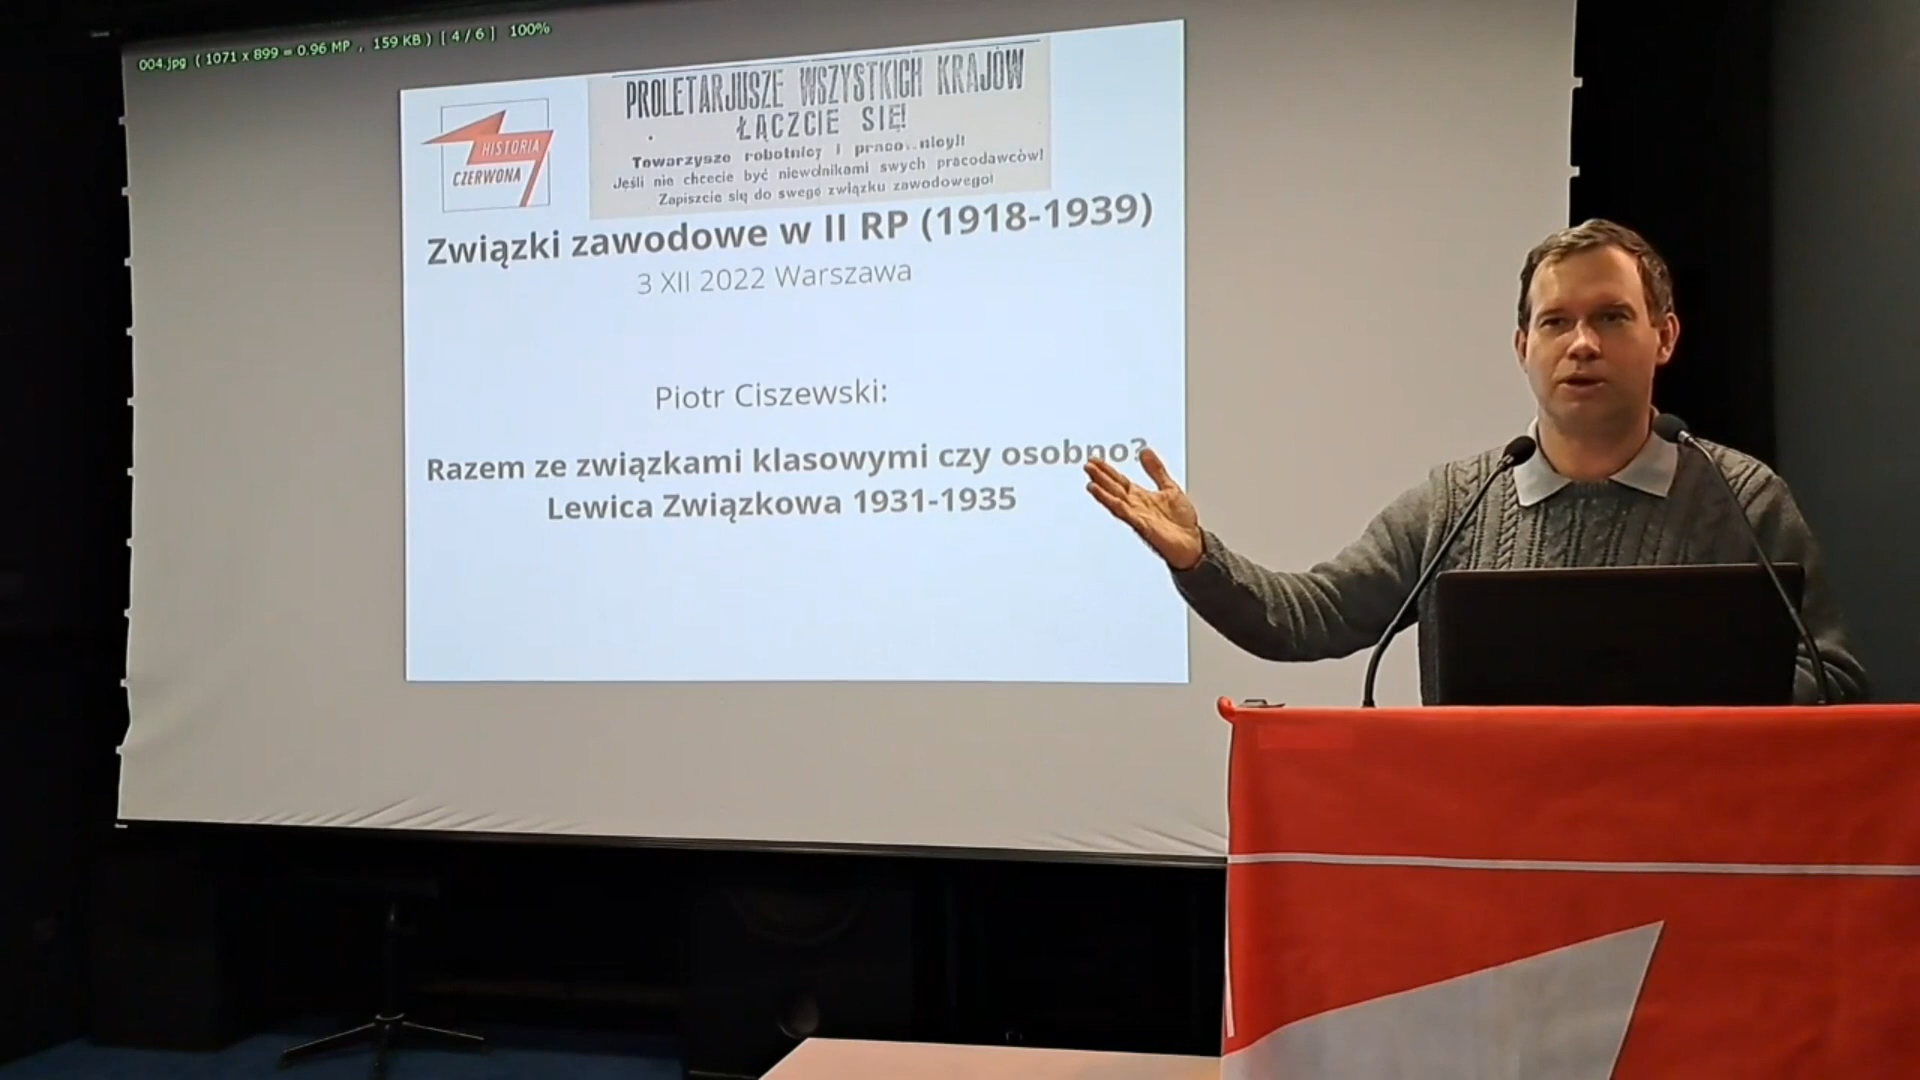 004.jpg ( 1071 x 899 = 0.96 MP , 159 KB ) [ 4 / 6 ] 100%
PROLETARJUSZE WSZYSTKICH KRAJÓW
ŁĄCZCIE SIĘ!
Towarzysze robotnicy i praco..nicy!!
Jeśli nie chcecie być niewolnikami swych pracodawców!
Zapiszcie się do swego związku zawodowego!
HISTORIA
CZERWONA
Związki zawodowe w II RP (1918-1939)
3 XII 2022 Warszawa
Piotr Ciszewski:
Razem ze związkami klasowymi czy osobno?
Lewica Związkowa 1931-1935